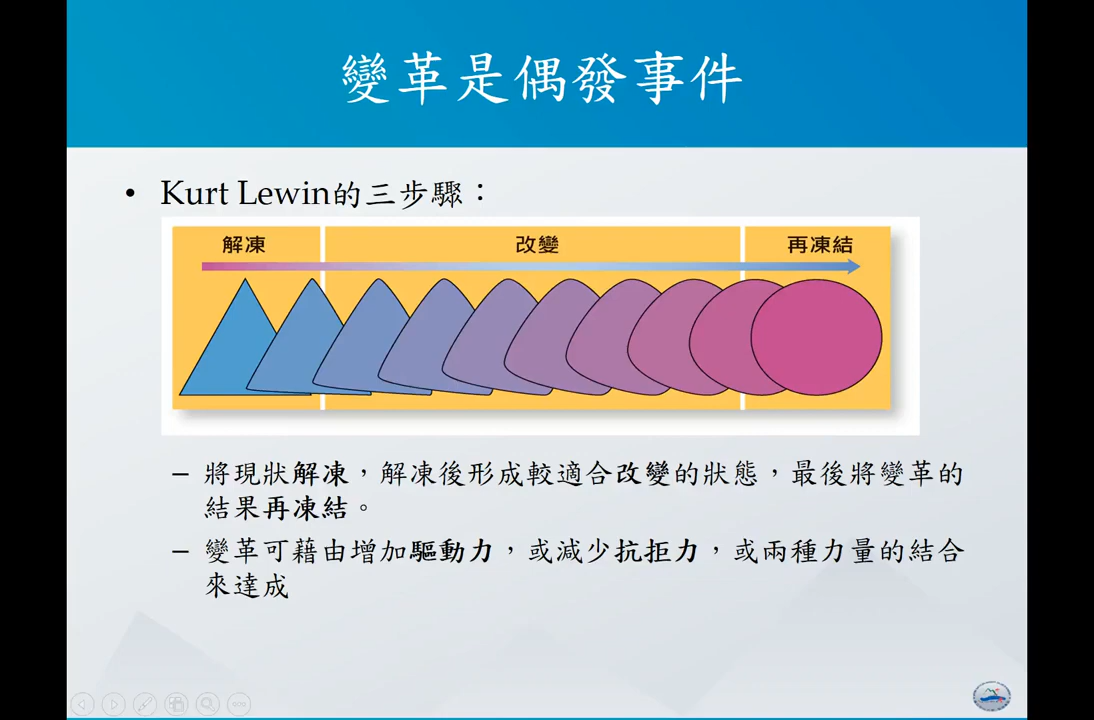 變革是偶發事件
• Kurt Lewin的三步驟：
解凍
改變
再凍結
– 將現狀解凍，解凍後形成較適合改變的狀態，最後將變革的
結果再凍結。
– 變革可藉由增加驅動力，或減少抗拒力，或兩種力量的結合
來達成